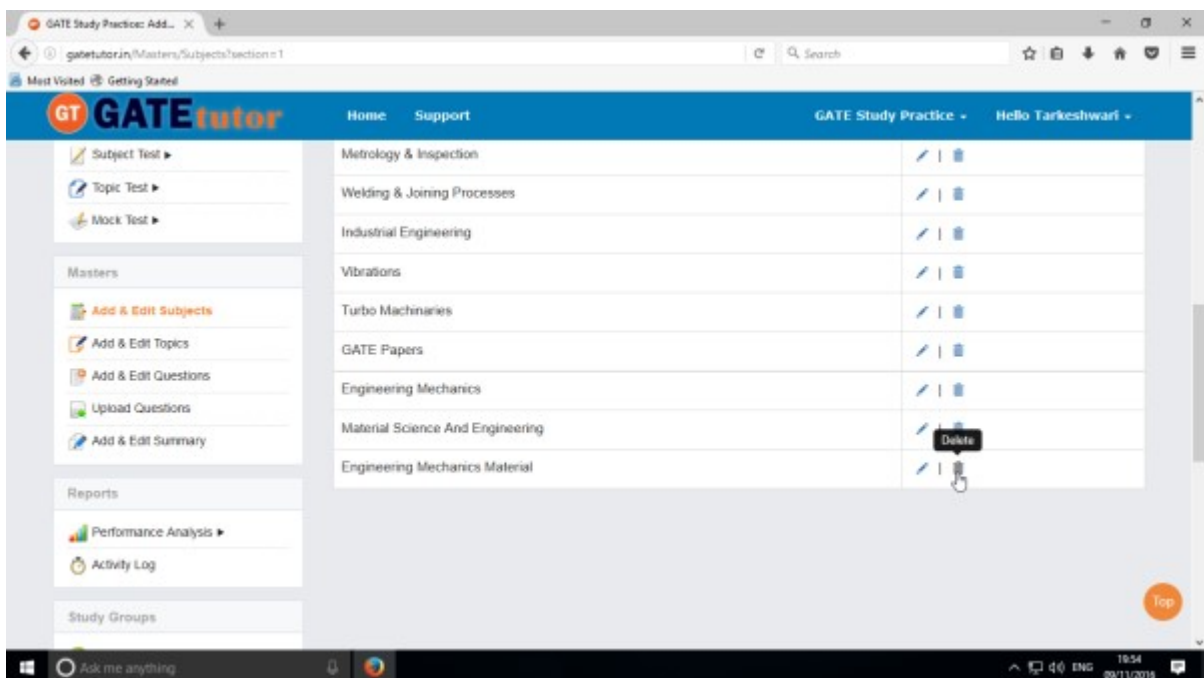 GATE Study Practice: Add...
gatetutor.in/Masters/Subjects?section=1
Search
Most Visited
Getting Started
GT GATEtutor
Home
Support
GATE Study Practice
Hello Tarkeshwari
Subject Test
Topic Test
Mock Test
Masters
Add & Edit Subjects
Add & Edit Topics
Add & Edit Questions
Upload Questions
Add & Edit Summary
Reports
Performance Analysis
Activity Log
Study Groups
Metrology & Inspection
Welding & Joining Processes
Industrial Engineering
Vibrations
Turbo Machinaries
GATE Papers
Engineering Mechanics
Material Science And Engineering
Delete
Engineering Mechanics Material
Top
Ask me anything
ENG
19:54
09/11/2016